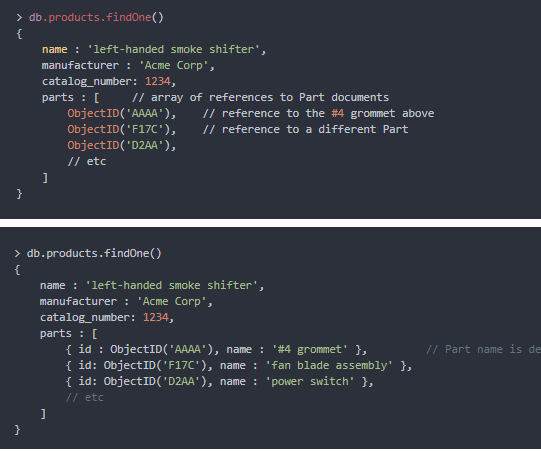 > db.products.findOne()
{
    name : 'left-handed smoke shifter',
    manufacturer : 'Acme Corp',
    catalog_number: 1234,
    parts : [     // array of references to Part documents
        ObjectID('AAAA'),    // reference to the #4 grommet above
        ObjectID('F17C'),    // reference to a different Part
        ObjectID('D2AA'),
        // etc
    ]
}
> db.products.findOne()
{
    name : 'left-handed smoke shifter',
    manufacturer : 'Acme Corp',
    catalog_number: 1234,
    parts : [
        { id : ObjectID('AAAA'), name : '#4 grommet' },         // Part name is de
        { id: ObjectID('F17C'), name : 'fan blade assembly' },
        { id: ObjectID('D2AA'), name : 'power switch' },
        // etc
    ]
}